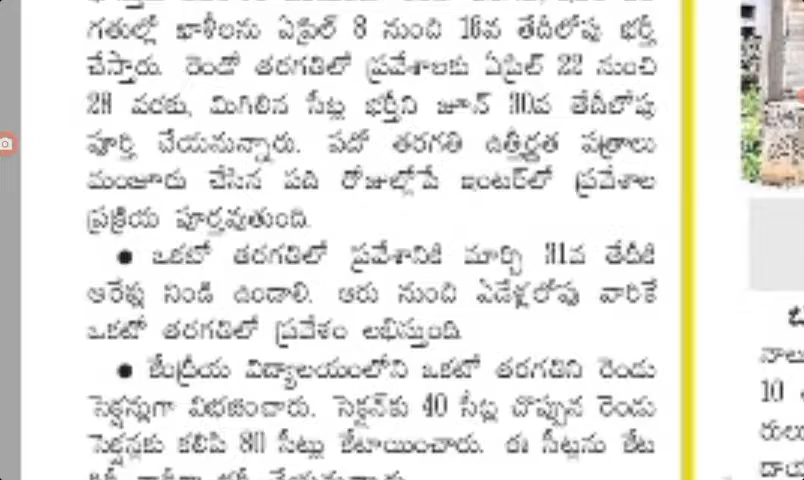 గతుల్లో ఖాళీలను ఏప్రిల్ 8 నుంచి 16వ తేదీలోపు భర్తీ
చేస్తారు. రెండో తరగతిలో ప్రవేశాలకు ఏప్రిల్ 22 నుంచి
28 వరకు, మిగిలిన సీట్ల భర్తీని జూన్ 30వ తేదీలోపు
పూర్తి చేయనున్నారు. పదో తరగతి ఉత్తీర్ణత పత్రాలు
మంజూరు చేసిన పది రోజుల్లోపే ఇంటర్‌లో ప్రవేశాల
ప్రక్రియ పూర్తవుతుంది.
● ఒకటో తరగతిలో ప్రవేశానికి మార్చి 31వ తేదీకి
ఆరేళ్లు నిండి ఉండాలి. ఆరు నుంచి ఏడేళ్లలోపు వారికే
ఒకటో తరగతిలో ప్రవేశం లభిస్తుంది.
● కేంద్రీయ విద్యాలయంలోని ఒకటో తరగతిని రెండు
సెక్షన్లుగా విభజించారు. సెక్షన్‌కు 40 సీట్ల చొప్పున రెండు
సెక్షన్లకు కలిపి 80 సీట్లు కేటాయించారు. ఈ సీట్లను కేట
నాలు
10
రులు
దాయ